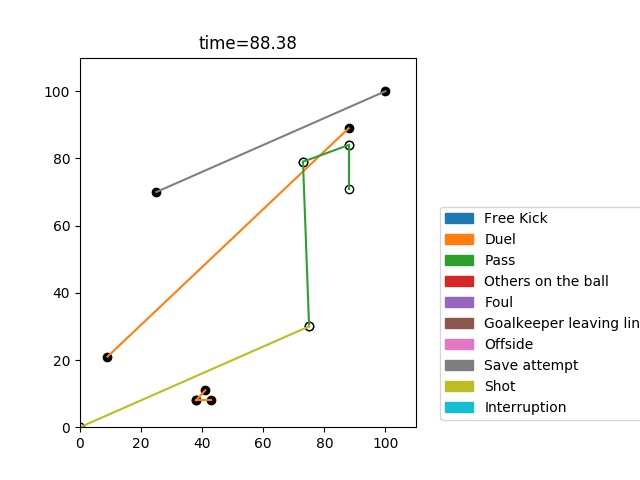 time=88.38
100
80
60
40
20
0
0 20 40 60 80 100
Free Kick
Duel
Pass
Others on the ball
Foul
Goalkeeper leaving lin
Offside
Save attempt
Shot
Interruption